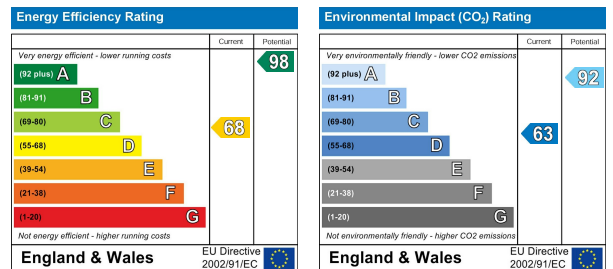 Energy Efficiency Rating
Current Potential
Very energy efficient - lower running costs
(92 plus) A
(81-91) B
(69-80) C
(55-68) D
(39-54) E
(21-38) F
(1-20) G
68
98
Not energy efficient - higher running costs
England & Wales
EU Directive
2002/91/EC
Environmental Impact (CO₂) Rating
Current Potential
Very environmentally friendly - lower CO2 emissions
(92 plus) A
(81-91) B
(69-80) C
(55-68) D
(39-54) E
(21-38) F
(1-20) G
63
92
Not environmentally friendly - higher CO2 emissions
England & Wales
EU Directive
2002/91/EC